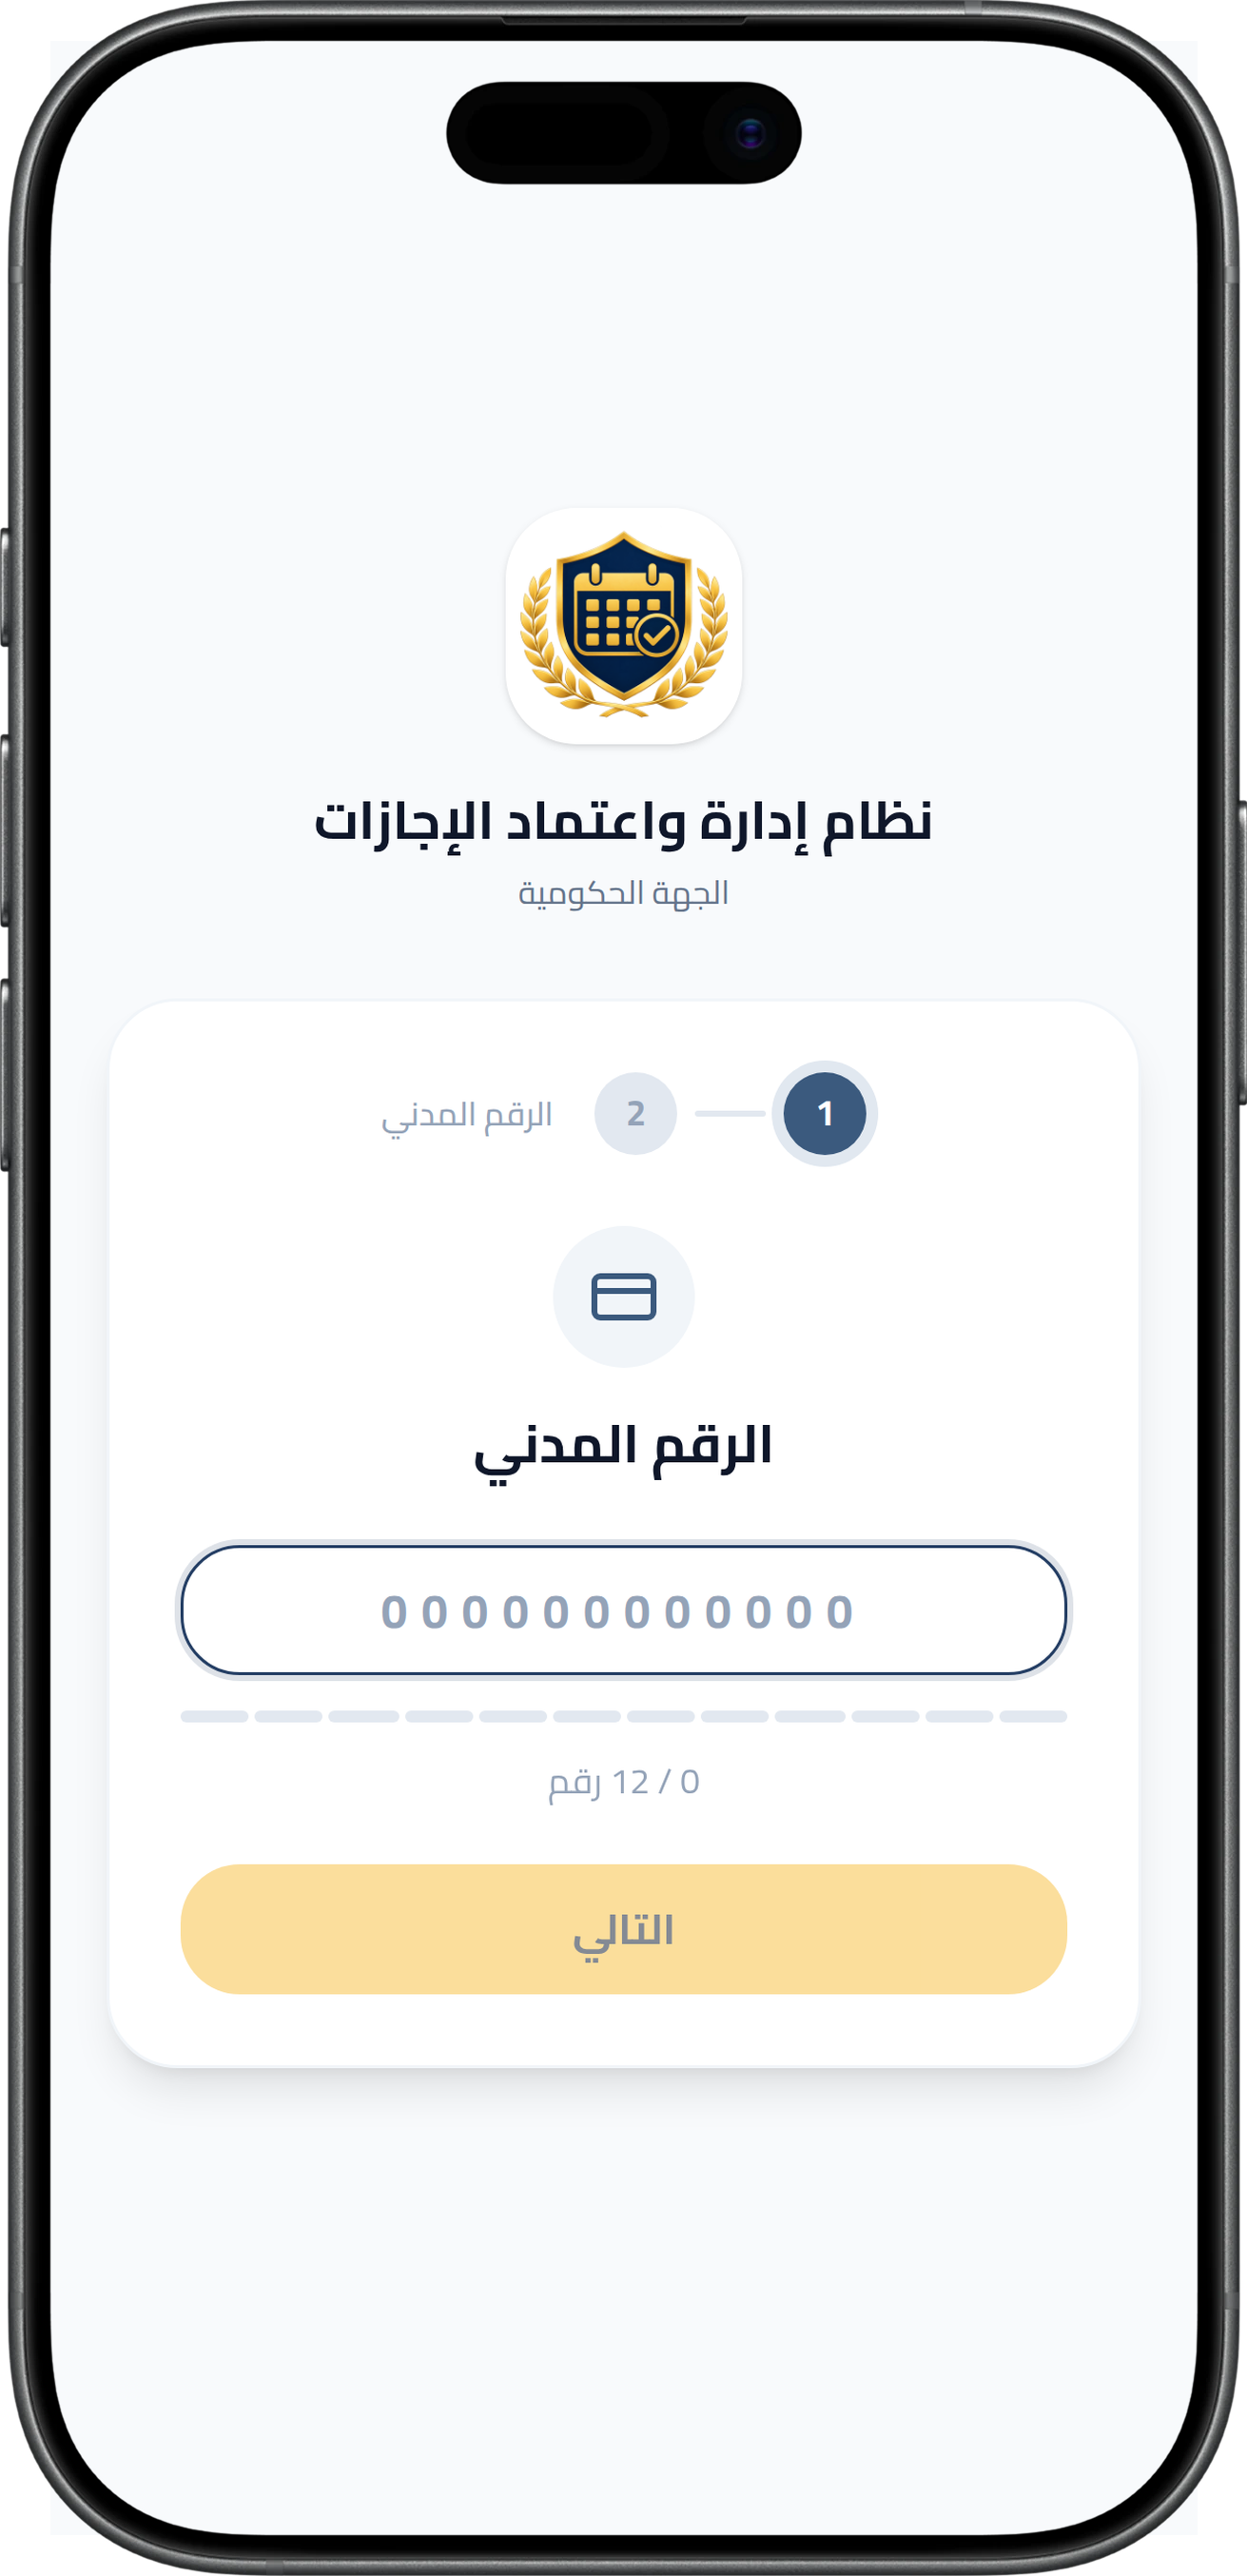 نظام إدارة واعتماد الإجازات
الجهة الحكومية
1 2 الرقم المدني
الرقم المدني
000000000000
0 / 12 رقم
التالي